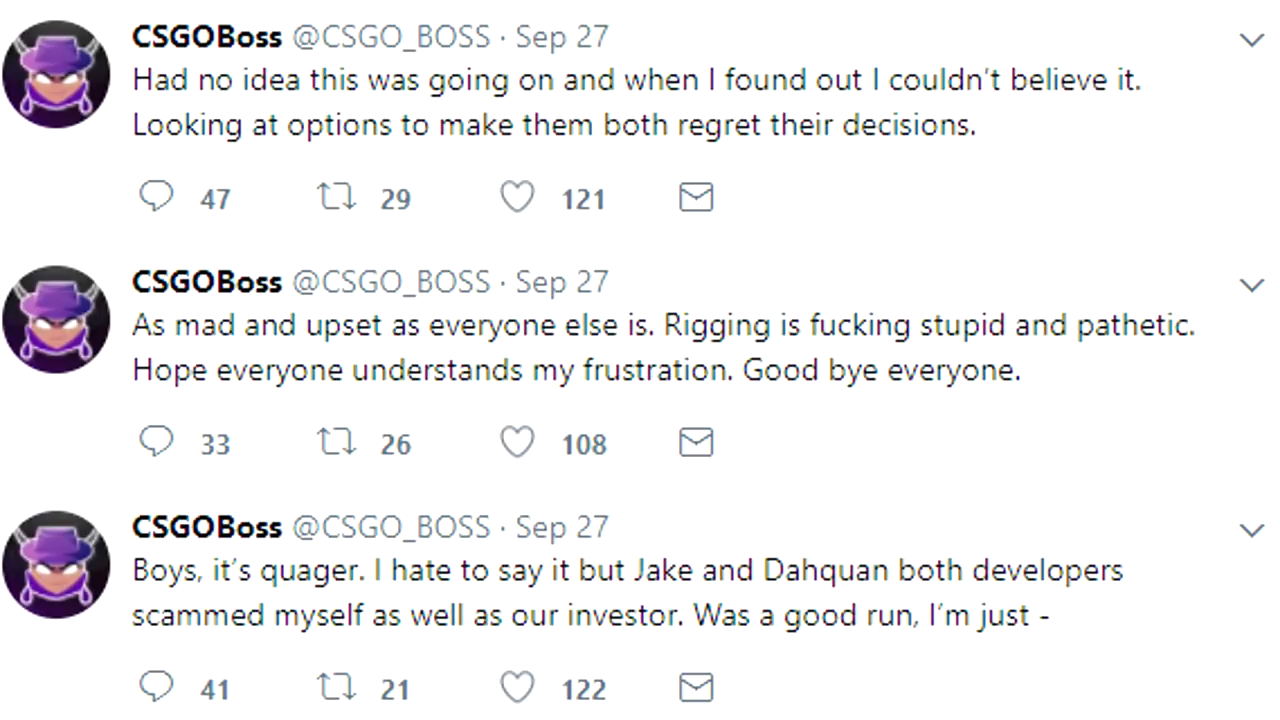 CSGOBoss @CSGO_BOSS · Sep 27
Had no idea this was going on and when I found out I couldn't believe it.
Looking at options to make them both regret their decisions.
47 29 121
CSGOBoss @CSGO_BOSS · Sep 27
As mad and upset as everyone else is. Rigging is fucking stupid and pathetic.
Hope everyone understands my frustration. Good bye everyone.
33 26 108
CSGOBoss @CSGO_BOSS · Sep 27
Boys, it's quager. I hate to say it but Jake and Dahquan both developers
scammed myself as well as our investor. Was a good run, I'm just -
41 21 122